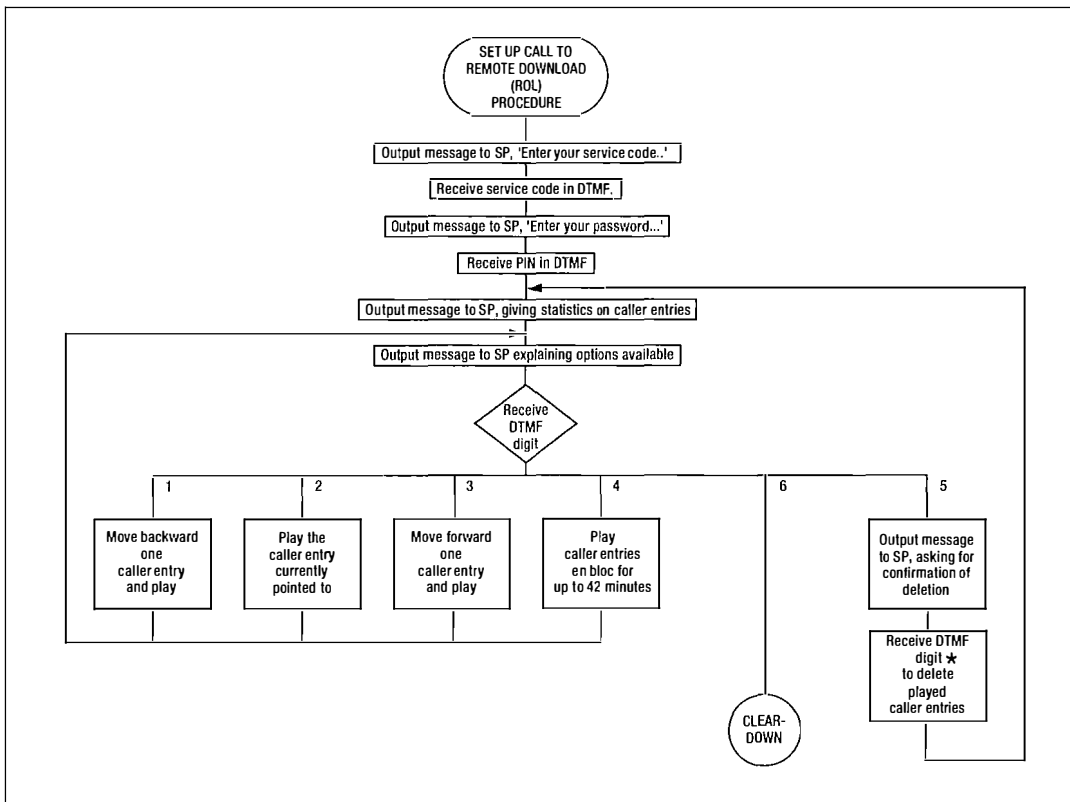 SET UP CALL TO
REMOTE DOWNLOAD
(ROL)
PROCEDURE
Output message to SP, 'Enter your service code..'
Receive service code in DTMF.
Output message to SP, 'Enter your password...'
Receive PIN in DTMF
Output message to SP, giving statistics on caller entries
Output message to SP explaining options available
Receive
DTMF
digit
1
2
3
4
6
5
Move backward
one
caller entry
and play
Play the
caller entry
currently
pointed to
Move forward
one
caller entry
and play
Play
caller entries
en bloc for
up to 42 minutes
Output message
to SP, asking for
confirmation of
deletion
Receive DTMF
digit *
to delete
played
caller entries
CLEAR-
DOWN